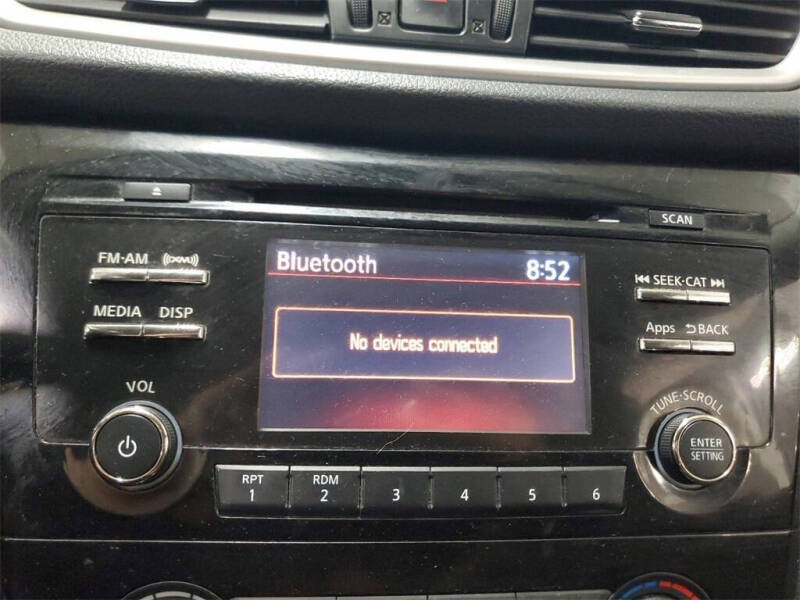 SCAN
FM·AM ((XM))
MEDIA DISP
VOL
Bluetooth 8:52
No devices connected
SEEK·CAT
Apps BACK
TUNE·SCROLL
ENTER
SETTING
RPT
1
RDM
2
3
4
5
6